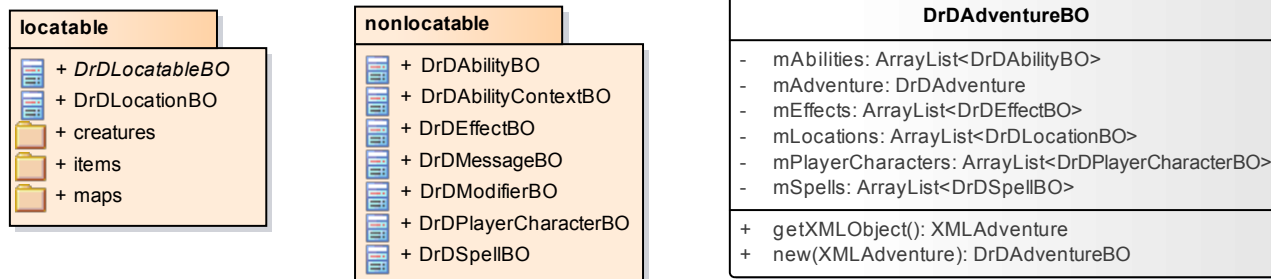 locatable
+ DrDLocatableBO
+ DrDLocationBO
+ creatures
+ items
+ maps
nonlocatable
+ DrDAbilityBO
+ DrDAbilityContextBO
+ DrDEffectBO
+ DrDMessageBO
+ DrDModifierBO
+ DrDPlayerCharacterBO
+ DrDSpellBO
DrDAdventureBO
- mAbilities: ArrayList<DrDAbilityBO>
- mAdventure: DrDAdventure
- mEffects: ArrayList<DrDEffectBO>
- mLocations: ArrayList<DrDLocationBO>
- mPlayerCharacters: ArrayList<DrDPlayerCharacterBO>
- mSpells: ArrayList<DrDSpellBO>
+ getXMLObject(): XMLAdventure
+ new(XMLAdventure): DrDAdventureBO